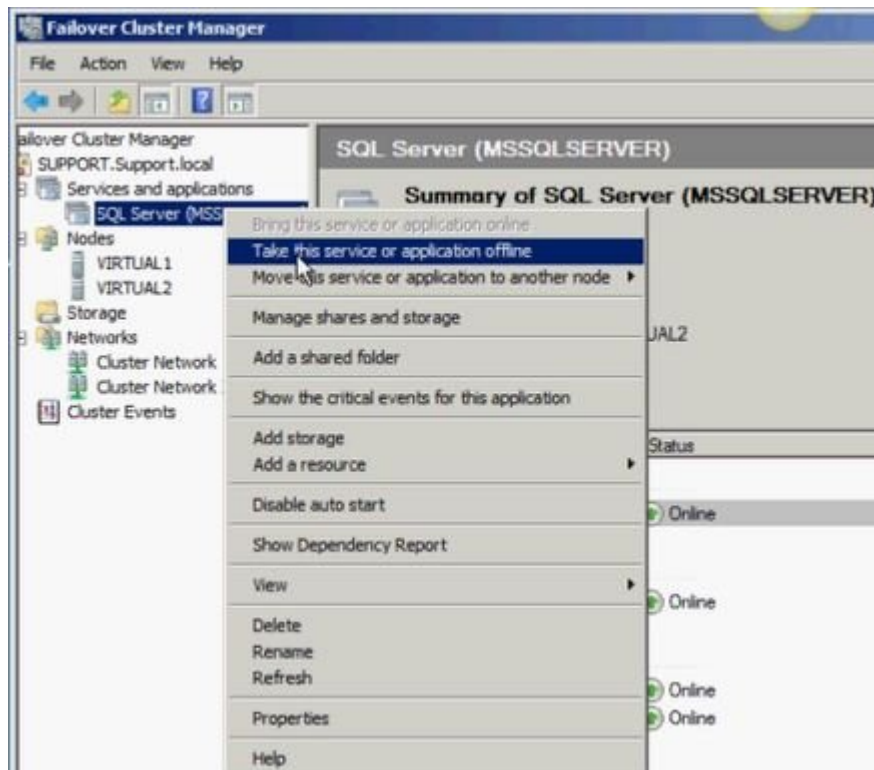 Failover Cluster Manager
File Action View Help
ailover Cluster Manager
SUPPORT.Support.local
Services and applications
SQL Server (MSS
Nodes
VIRTUAL1
VIRTUAL2
Storage
Networks
Cluster Network
Cluster Network
Cluster Events
SQL Server (MSSQLSERVER)
Summary of SQL Server (MSSQLSERVER)
UAL2
Status
Online
Online
Online
Online
Bring this service or application online
Take this service or application offline
Move this service or application to another node
Manage shares and storage
Add a shared folder
Show the critical events for this application
Add storage
Add a resource
Disable auto start
Show Dependency Report
View
Delete
Rename
Refresh
Properties
Help